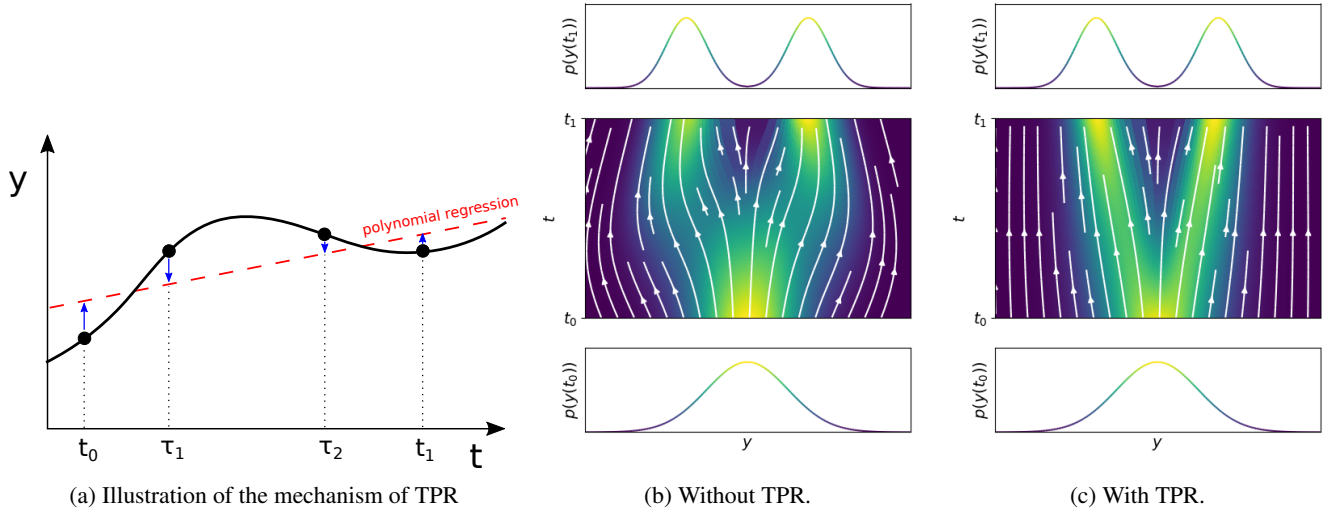 y
polynomial regression
t₀
τ₁
τ₂
t₁
t
(a) Illustration of the mechanism of TPR
p(y(t₁))
t₁
t
t₀
p(y(t₀))
y
(b) Without TPR.
p(y(t₁))
t₁
t
t₀
p(y(t₀))
y
(c) With TPR.